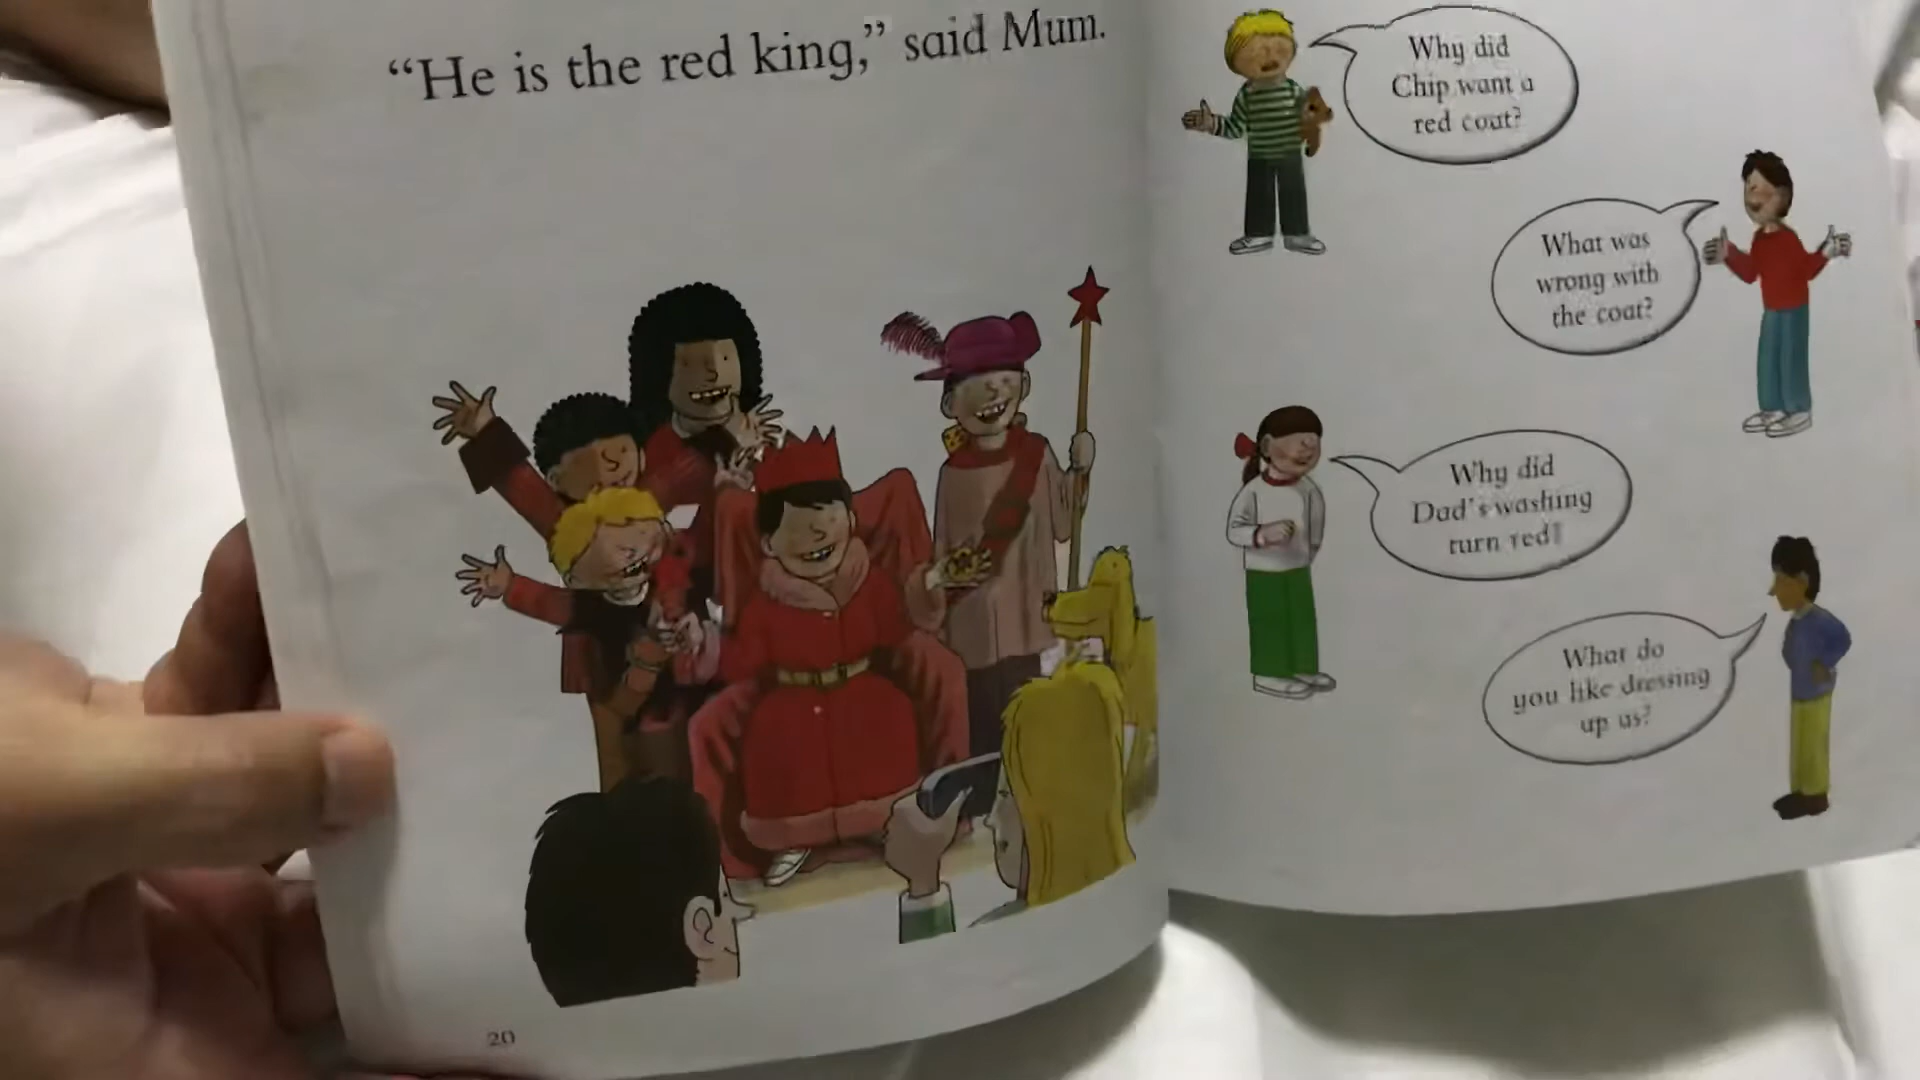 “He is the red king,” said Mum.
Why did
Chip want a
red coat?
What was
wrong with
the coat?
Why did
Dad's washing
turn red?
What do
you like dressing
up as?
20